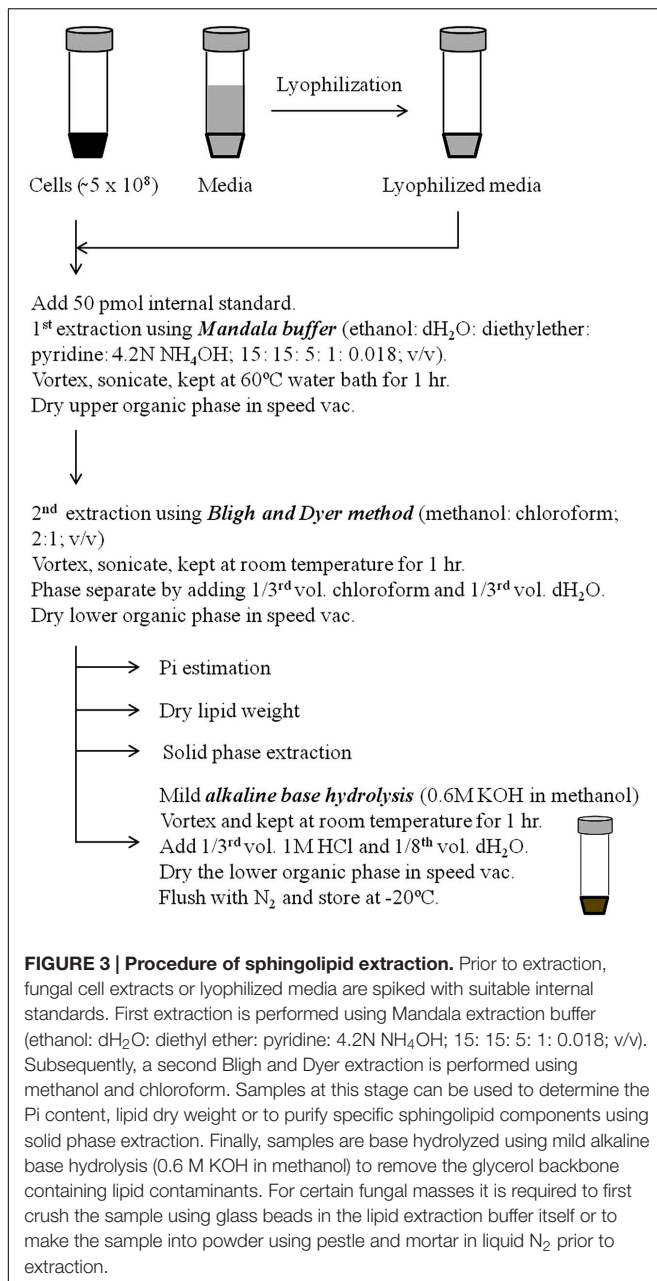 Lyophilization
Cells (~5 x 10⁸) Media Lyophilized media
Add 50 pmol internal standard.
1st extraction using Mandala buffer (ethanol: dH₂O: diethylether:
pyridine: 4.2N NH₄OH; 15: 15: 5: 1: 0.018; v/v).
Vortex, sonicate, kept at 60ºC water bath for 1 hr.
Dry upper organic phase in speed vac.
2nd extraction using Bligh and Dyer method (methanol: chloroform;
2:1; v/v)
Vortex, sonicate, kept at room temperature for 1 hr.
Phase separate by adding 1/3rd vol. chloroform and 1/3rd vol. dH₂O.
Dry lower organic phase in speed vac.
Pi estimation
Dry lipid weight
Solid phase extraction
Mild alkaline base hydrolysis (0.6M KOH in methanol)
Vortex and kept at room temperature for 1 hr.
Add 1/3rd vol. 1M HCl and 1/8th vol. dH₂O.
Dry the lower organic phase in speed vac.
Flush with N₂ and store at -20ºC.
FIGURE 3 | Procedure of sphingolipid extraction. Prior to extraction,
fungal cell extracts or lyophilized media are spiked with suitable internal
standards. First extraction is performed using Mandala extraction buffer
(ethanol: dH₂O: diethyl ether: pyridine: 4.2N NH₄OH; 15: 15: 5: 1: 0.018; v/v).
Subsequently, a second Bligh and Dyer extraction is performed using
methanol and chloroform. Samples at this stage can be used to determine the
Pi content, lipid dry weight or to purify specific sphingolipid components using
solid phase extraction. Finally, samples are base hydrolyzed using mild alkaline
base hydrolysis (0.6 M KOH in methanol) to remove the glycerol backbone
containing lipid contaminants. For certain fungal masses it is required to first
crush the sample using glass beads in the lipid extraction buffer itself or to
make the sample into powder using pestle and mortar in liquid N₂ prior to
extraction.